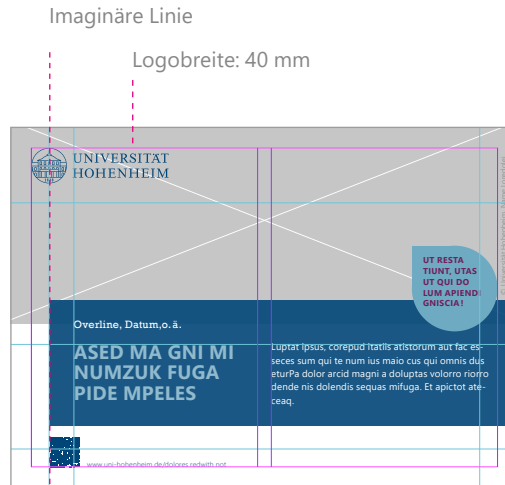 Imaginäre Linie
Logobreite: 40 mm
UNIVERSITÄT
HOHENHEIM
UT RESTA
TIUNT, UTAS
UT QUI DO
LUM APIENDI
GNISCIA!
Overline, Datum,o.ä.
ASED MA GNI MI
NUMZUK FUGA
PIDE MPELES
Luptat ipsus, corepud itatiis atistorum aut fac es-
seces sum qui te num ius maio cus qui omnis dus
eturPa dolor arcid magni a doluptas volorro riorro
dende nis dolendis sequas mifuga. Et apictot ate-
ceaq.
www.uni-hohenheim.de/dolores.redwith.not